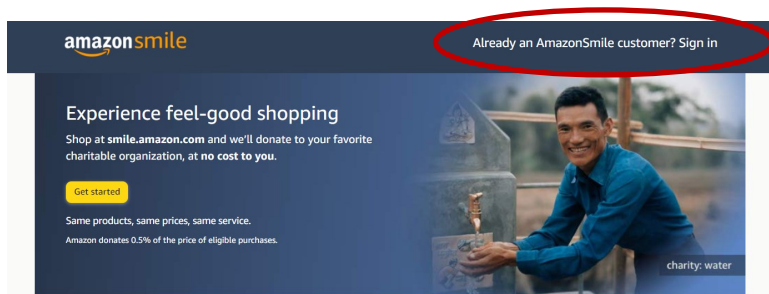 amazonsmile
Already an AmazonSmile customer? Sign in
Experience feel-good shopping
Shop at smile.amazon.com and we'll donate to your favorite
charitable organization, at no cost to you.
Get started
Same products, same prices, same service.
Amazon donates 0.5% of the price of eligible purchases.
charity: water